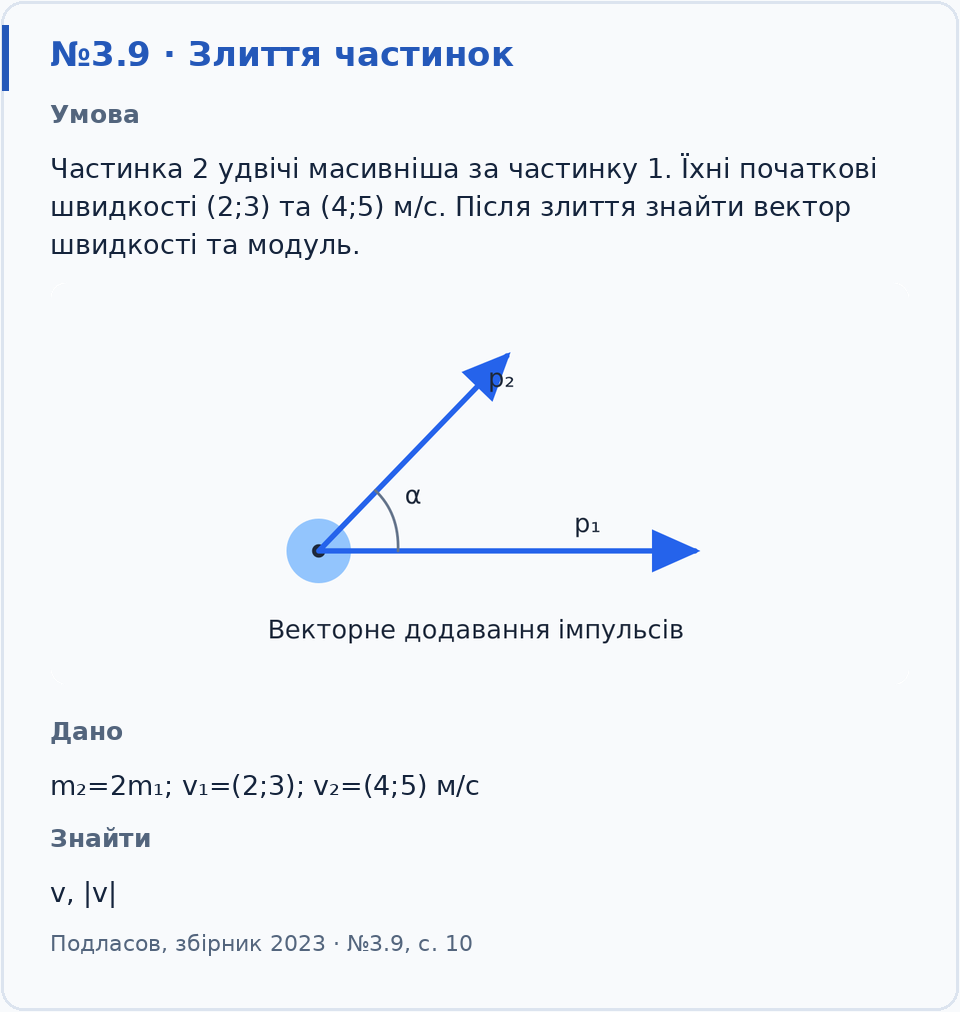 №3.9 · Злиття частинок
Умова
Частинка 2 удвічі масивніша за частинку 1. Їхні початкові
швидкості (2;3) та (4;5) м/с. Після злиття знайти вектор
швидкості та модуль.
p₂
α
p₁
Векторне додавання імпульсів
Дано
m₂=2m₁; v₁=(2;3); v₂=(4;5) м/с
Знайти
v, |v|
Подласов, збірник 2023 · №3.9, с. 10